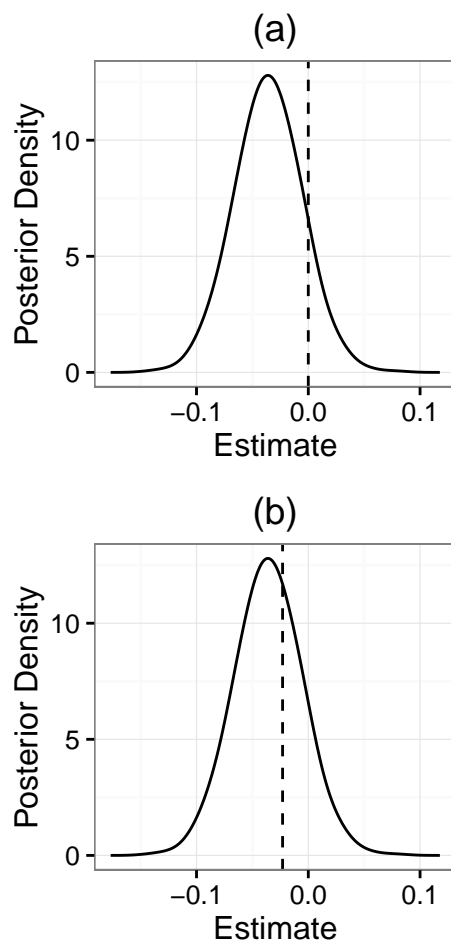 (a)
Posterior Density
10
5
0
−0.1 0.0 0.1
Estimate
(b)
Posterior Density
10
5
0
−0.1 0.0 0.1
Estimate